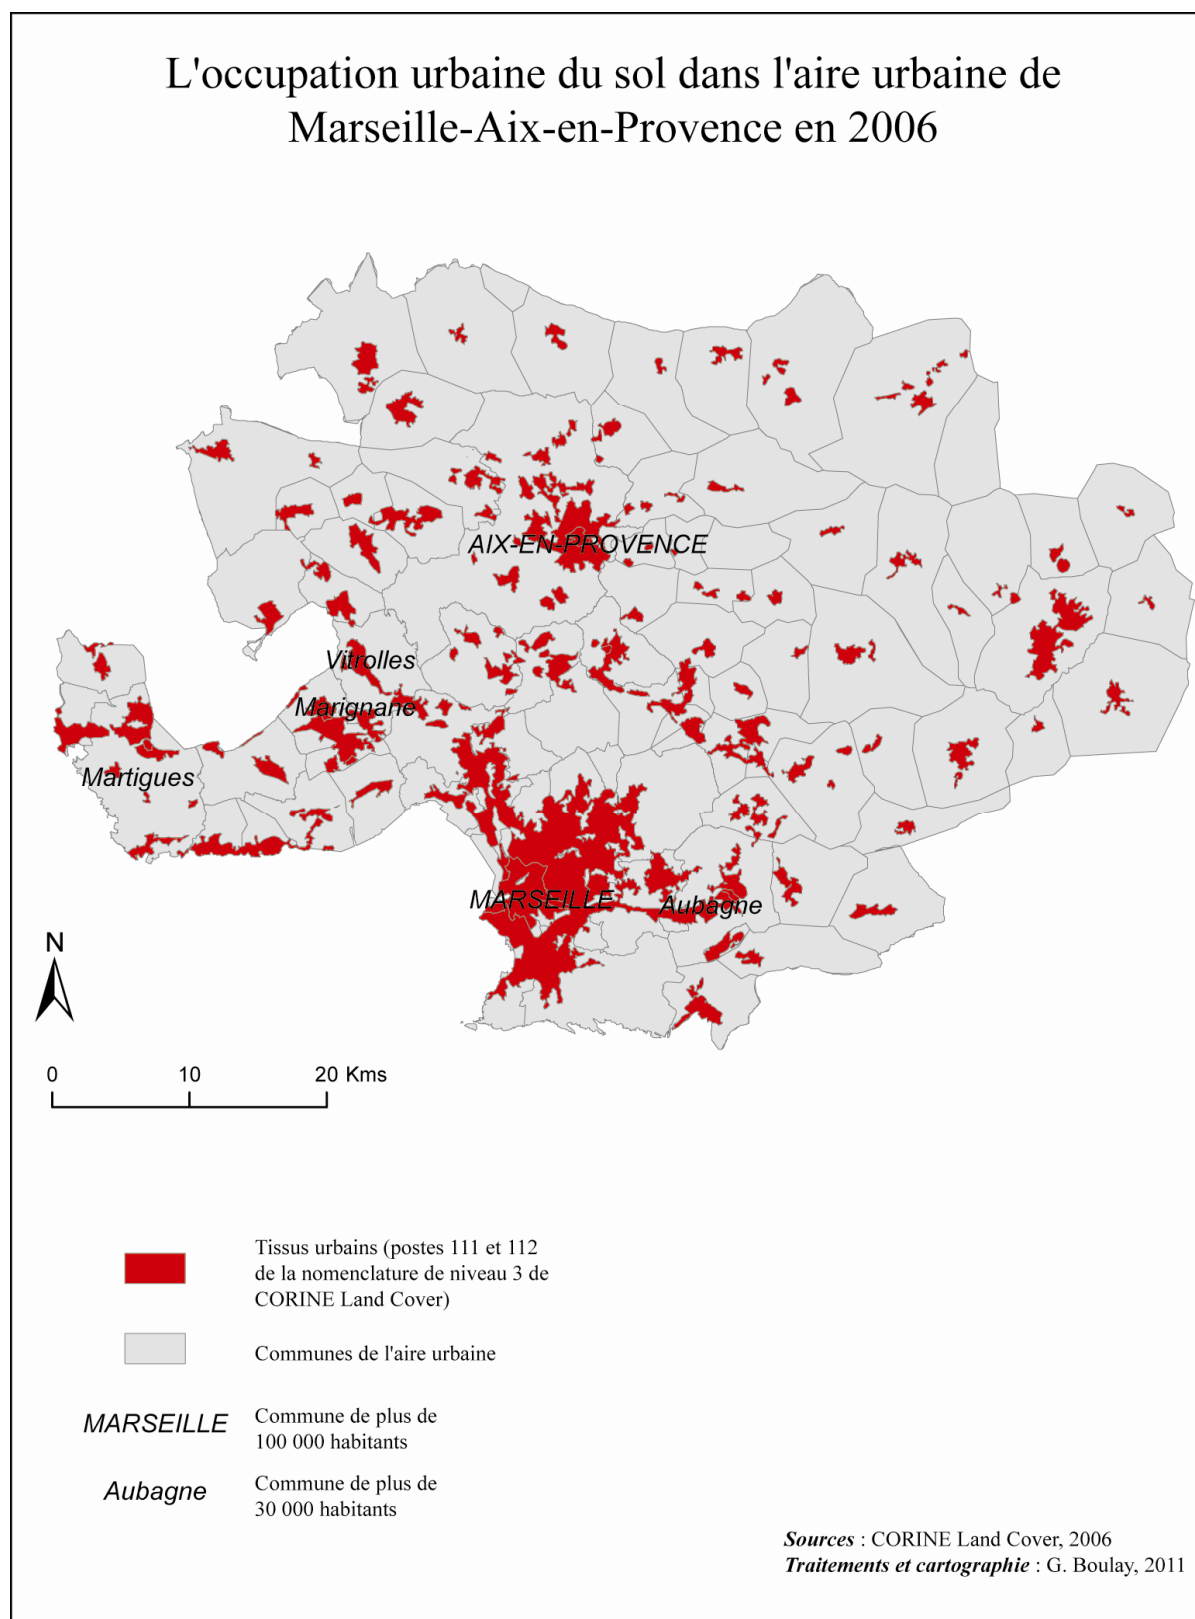 L'occupation urbaine du sol dans l'aire urbaine de
Marseille-Aix-en-Provence en 2006
AIX-EN-PROVENCE
Vitrolles
Marignane
Martigues
MARSEILLE
Aubagne
N
0 10 20 Kms
Tissus urbains (postes 111 et 112
de la nomenclature de niveau 3 de
CORINE Land Cover)
Communes de l'aire urbaine
MARSEILLE
Commune de plus de
100 000 habitants
Aubagne
Commune de plus de
30 000 habitants
Sources : CORINE Land Cover, 2006
Traitements et cartographie : G. Boulay, 2011